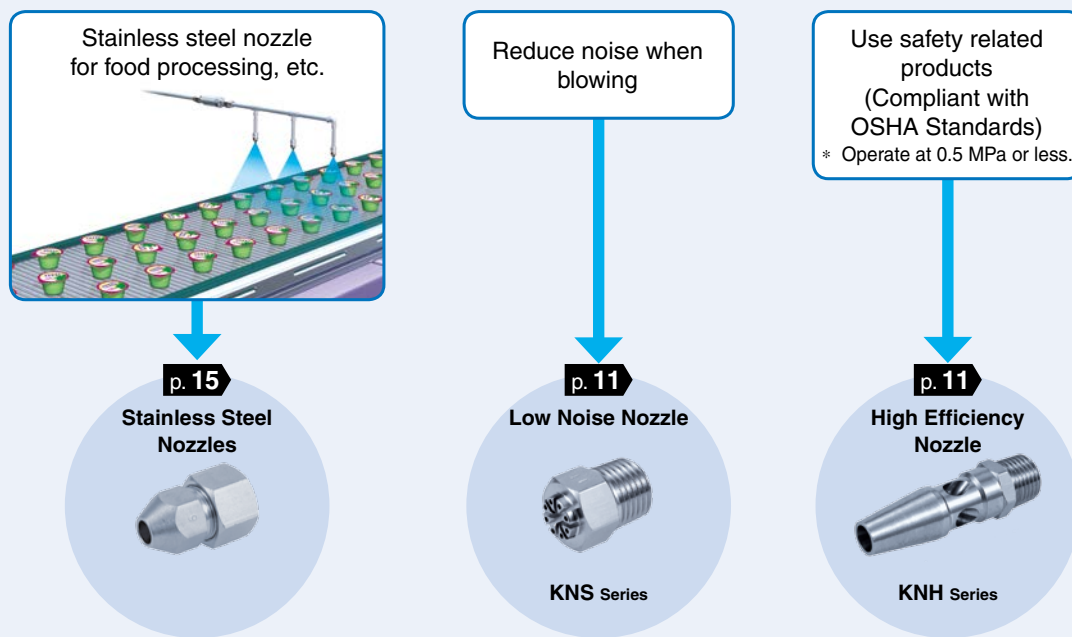 Stainless steel nozzle
for food processing, etc.
Reduce noise when
blowing
Use safety related
products
(Compliant with
OSHA Standards)
* Operate at 0.5 MPa or less.
p. 15
Stainless Steel
Nozzles
p. 11
Low Noise Nozzle
KNS Series
p. 11
High Efficiency
Nozzle
KNH Series